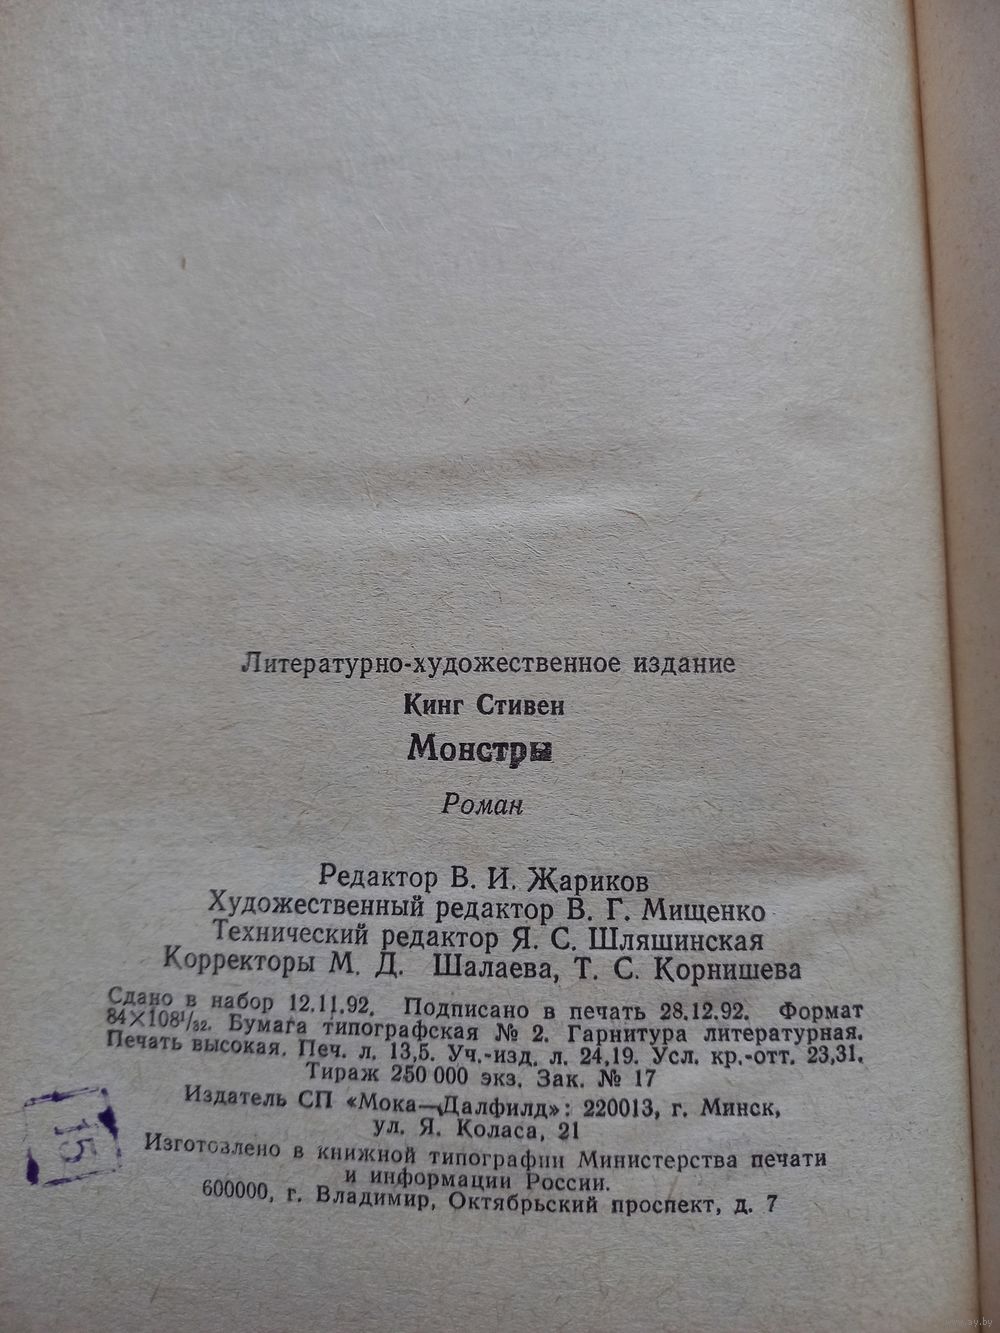 Литературно-художественное издание
Кинг Стивен
Монстры
Роман
Редактор В. И. Жариков
Художественный редактор В. Г. Мищенко
Технический редактор Я. С. Шляшинская
Корректоры М. Д. Шалаева, Т. С. Корнишева
Сдано в набор 12.11.92. Подписано в печать 28.12.92. Формат
84×108¹/₃₂. Бумага типографская № 2. Гарнитура литературная.
Печать высокая. Печ. л. 13,5. Уч.-изд. л. 24,19. Усл. кр.-отт. 23,31.
Тираж 250 000 экз. Зак. № 17
Издатель СП «Мока—Далфилд»: 220013, г. Минск,
ул. Я. Коласа, 21
Изготовлено в книжной типографии Министерства печати
и информации России.
600000, г. Владимир, Октябрьский проспект, д. 7
15
www.ay.by